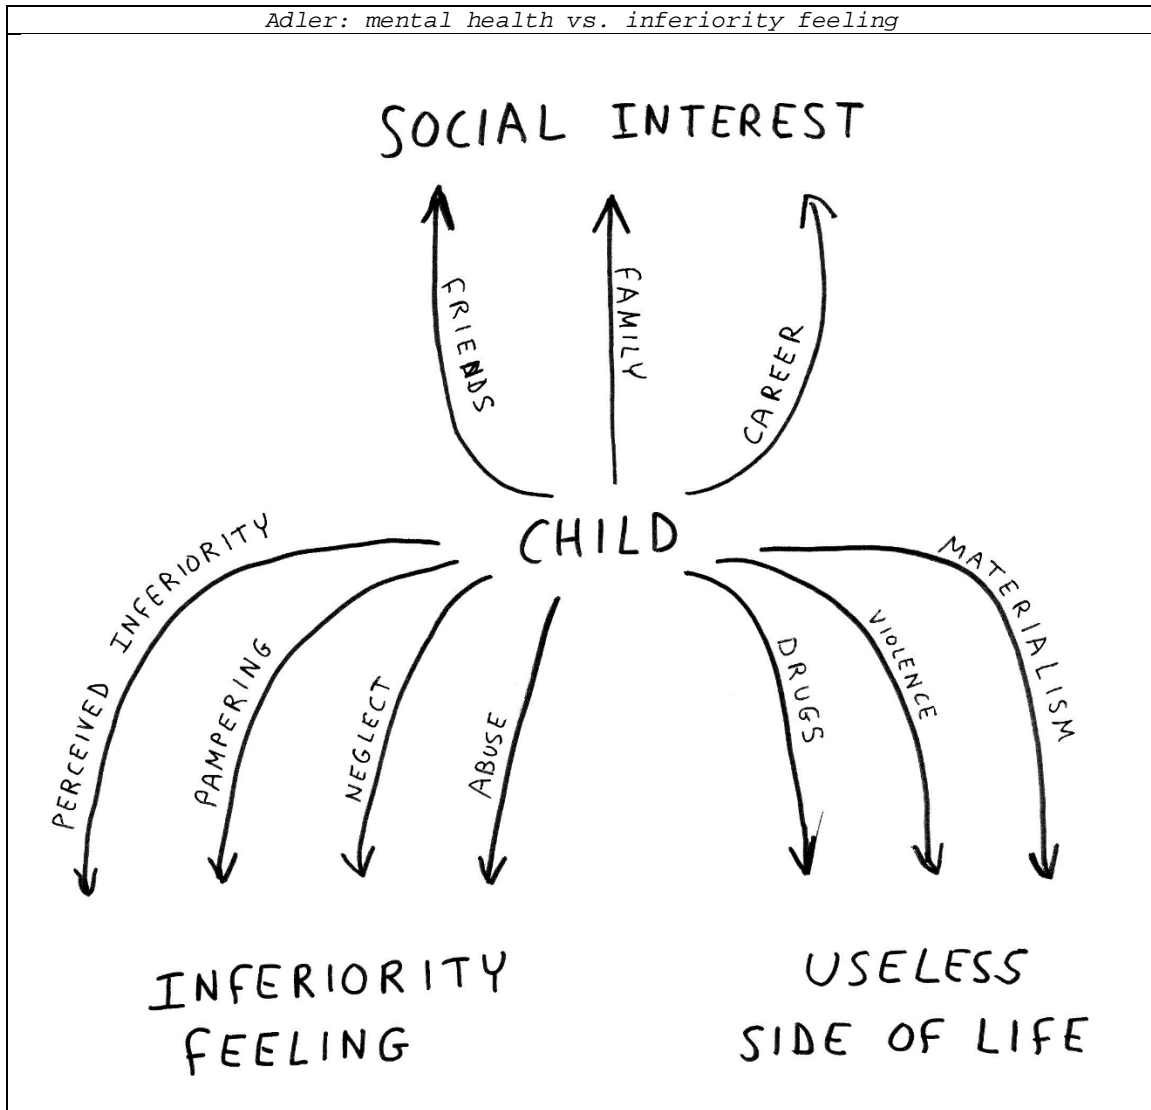 Adler: mental health vs. inferiority feeling
SOCIAL INTEREST
FRIENDS
FAMILY
CAREER
CHILD
PERCEIVED INFERIORITY
PAMPERING
NEGLECT
ABUSE
DRUGS
VIOLENCE
MATERIALISM
INFERIORITY
FEELING
USELESS
SIDE OF LIFE